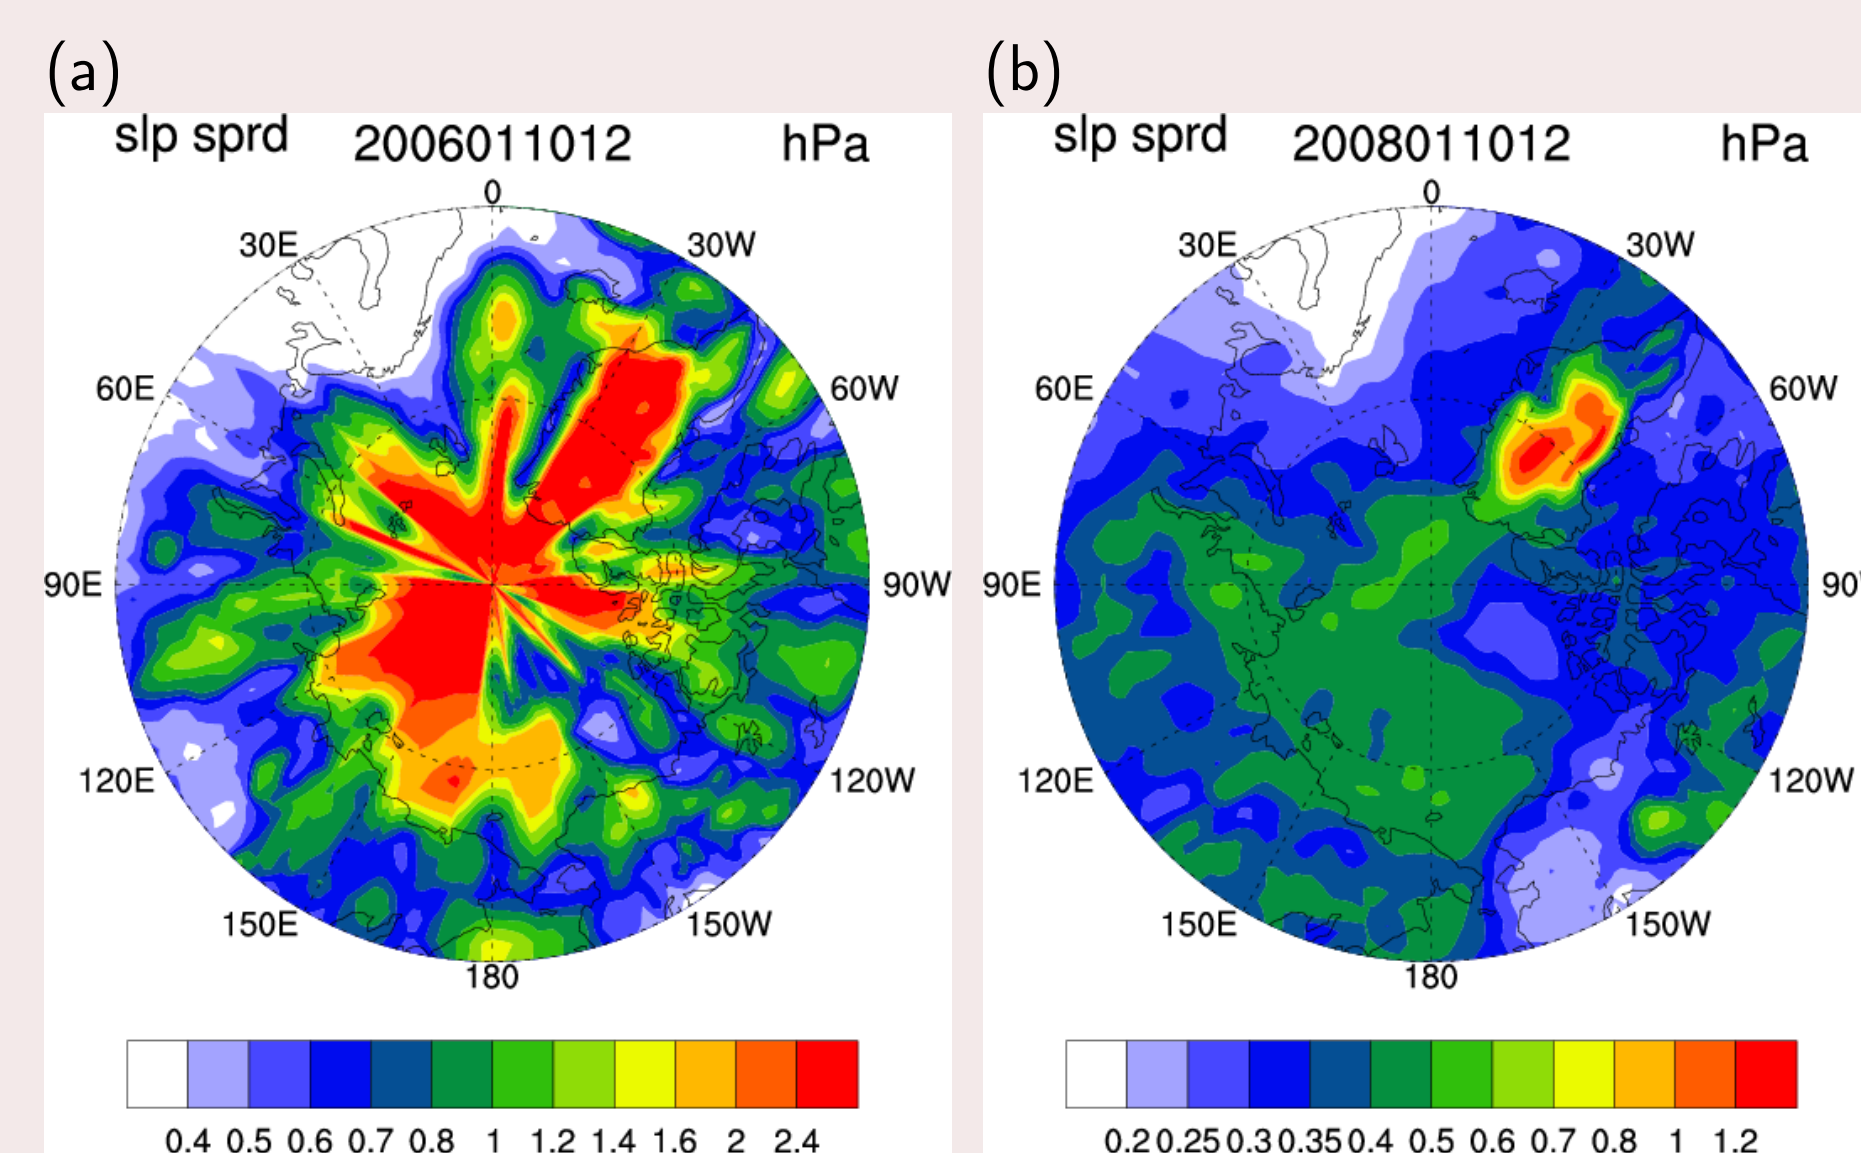 (a)
slp sprd 2006011012 hPa
0
30E 30W
60E 60W
90E 90W
120E 120W
150E 150W
180
0.4 0.5 0.6 0.7 0.8 1 1.2 1.4 1.6 2 2.4
(b)
slp sprd 2008011012 hPa
0
30E 30W
60E 60W
90E 90
120E 120W
150E 150W
180
0.2 0.25 0.3 0.35 0.4 0.5 0.6 0.7 0.8 1 1.2